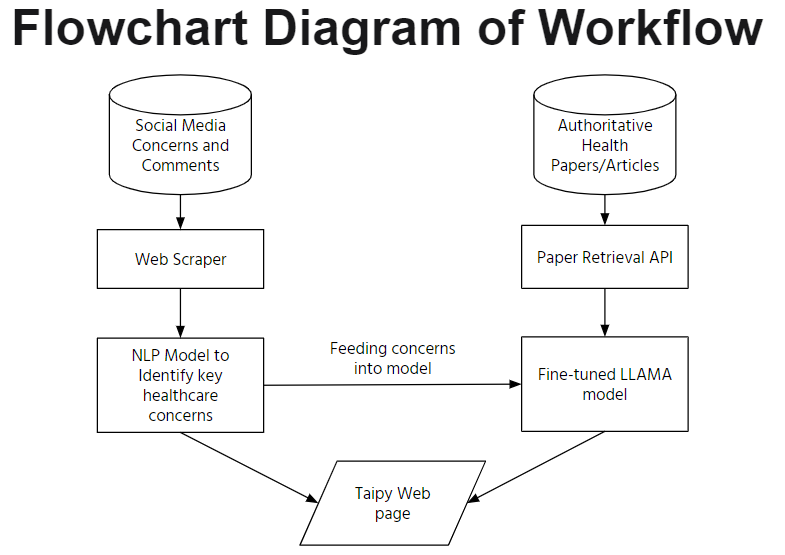 Flowchart Diagram of Workflow
Social Media
Concerns and
Comments
Authoritative
Health
Papers/Articles
Web Scraper
Paper Retrieval API
NLP Model to
Identify key
healthcare
concerns
Feeding concerns
into model
Fine-tuned LLAMA
model
Taipy Web
page